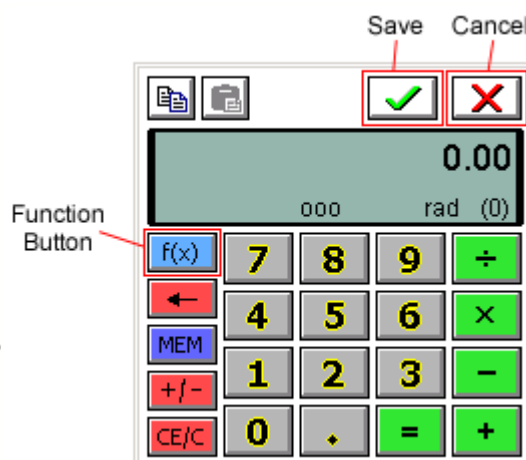 Save Cancel
0.00
ooo rad (0)
Function
Button
f(x) 7 8 9 ÷
4 5 6 ×
MEM
1 2 3 −
+/-
CE/C 0 . = +